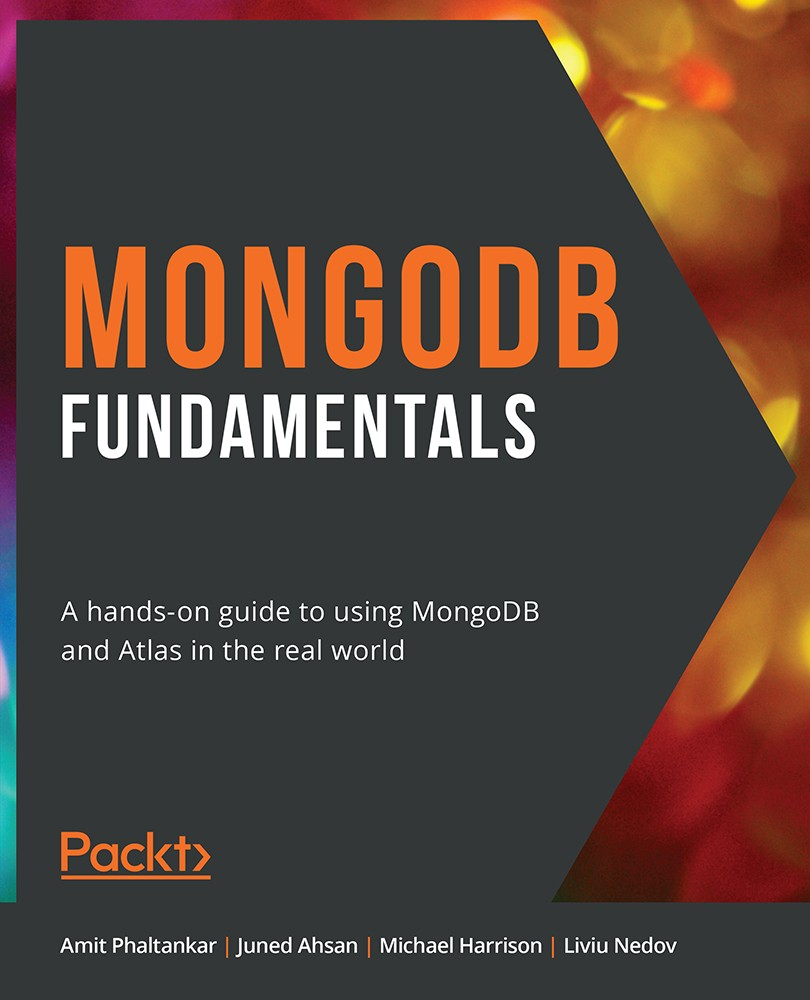 MONGODB
FUNDAMENTALS
A hands-on guide to using MongoDB
and Atlas in the real world
Packt>
Amit Phaltankar | Juned Ahsan | Michael Harrison | Liviu Nedov